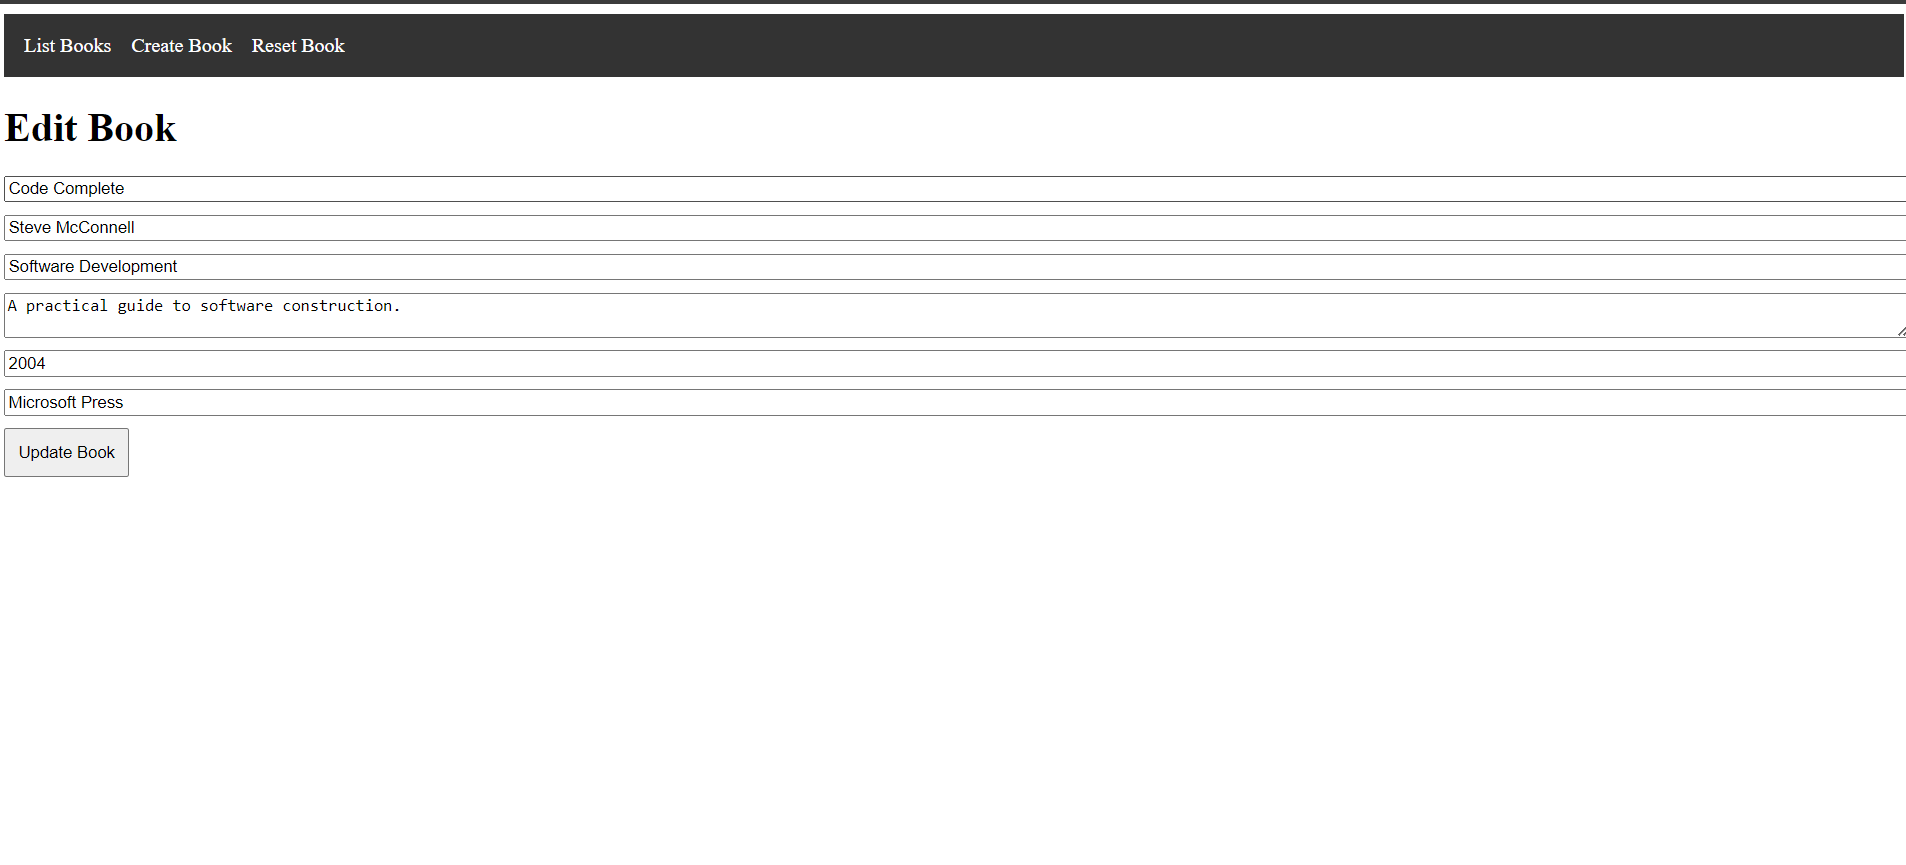 List Books Create Book Reset Book
Edit Book
Code Complete
Steve McConnell
Software Development
A practical guide to software construction.
2004
Microsoft Press
Update Book